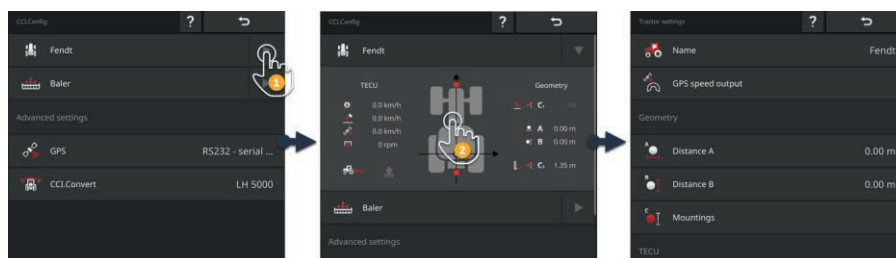 CCI.Config ?
Fendt
1
Baler
Advanced settings
GPS RS232 - serial ...
CCI.Convert LH 5000
CCI.Config ?
Fendt
TECU Geometry
0.0 km/h C
0.0 km/h A 0.00 m
0.0 km/h B 0.00 m
0 rpm C 1.35 m
2
Baler
Advanced settings
Tractor settings ?
Name Fendt
GPS speed output
Geometry
A Distance A 0.00 m
B Distance B 0.00 m
C Mountings
TECU